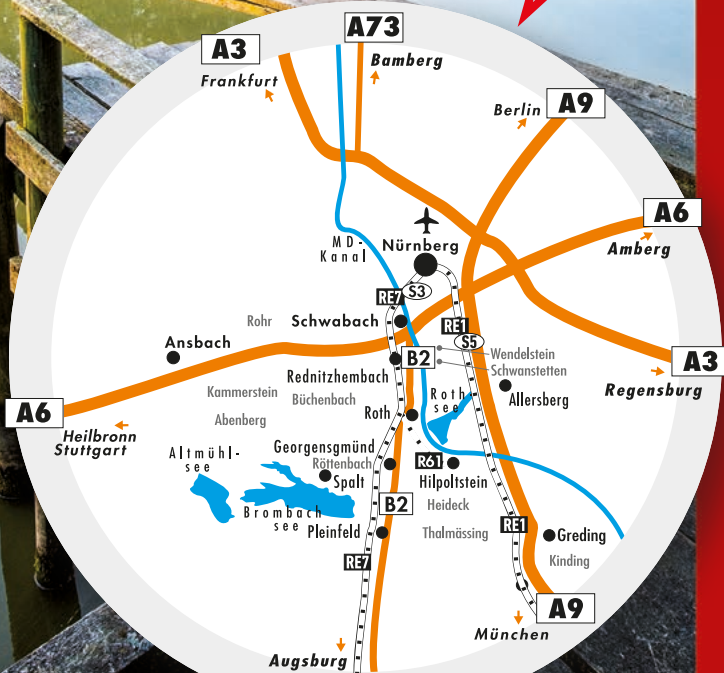 A73
A3
Bamberg
Frankfurt
A9
Berlin
A6
Amberg
MD-
Kanal
Nürnberg
RE7
S3
Rohr
Schwabach
RE1
S5
Ansbach
B2
Wendelstein
Schwanstetten
A3
Regensburg
Rednitzhembach
Kammerstein
Büchenbach
Allersberg
Roth
see
A6
Heilbronn
Stuttgart
Abenberg
Roth
Altmühl-
see
Georgensgmünd
Röttenbach
Spalt
R61
Hilpoltstein
Heideck
B2
Brombach
see
Pleinfeld
Thalmässing
RE1
Greding
Kinding
RE7
A9
München
Augsburg